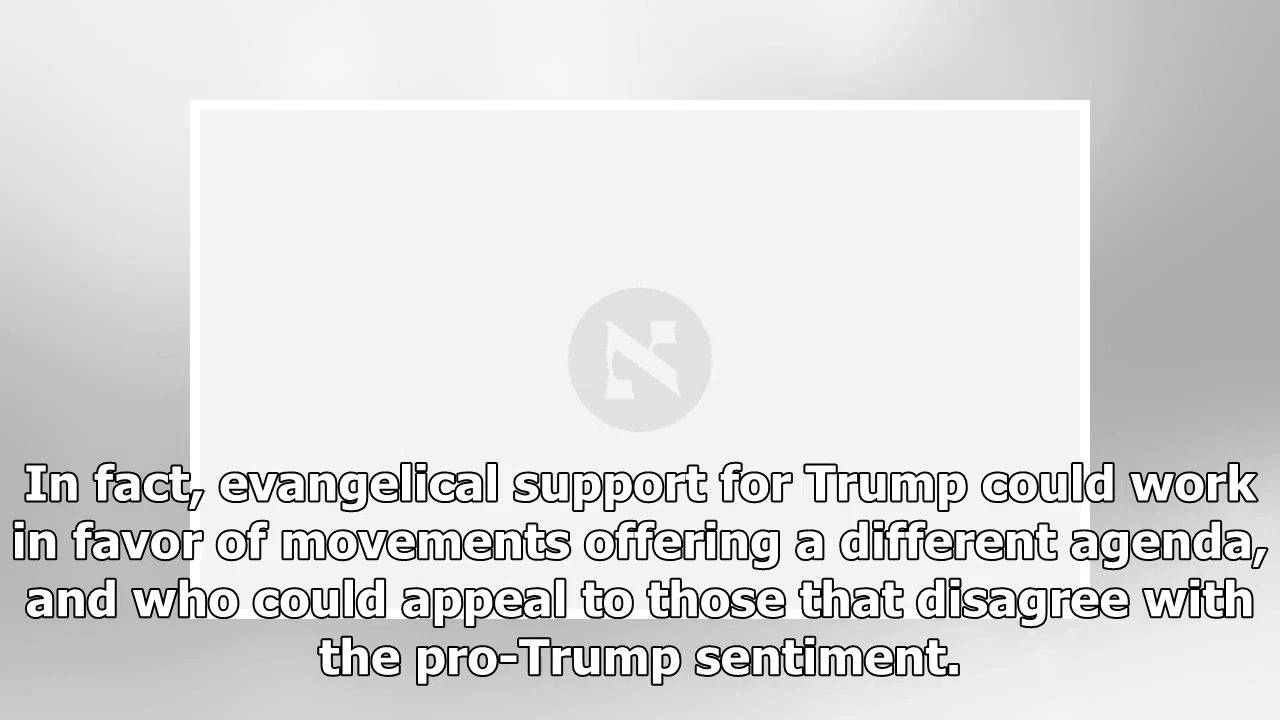 א
In fact, evangelical support for Trump could work
in favor of movements offering a different agenda,
and who could appeal to those that disagree with
the pro-Trump sentiment.